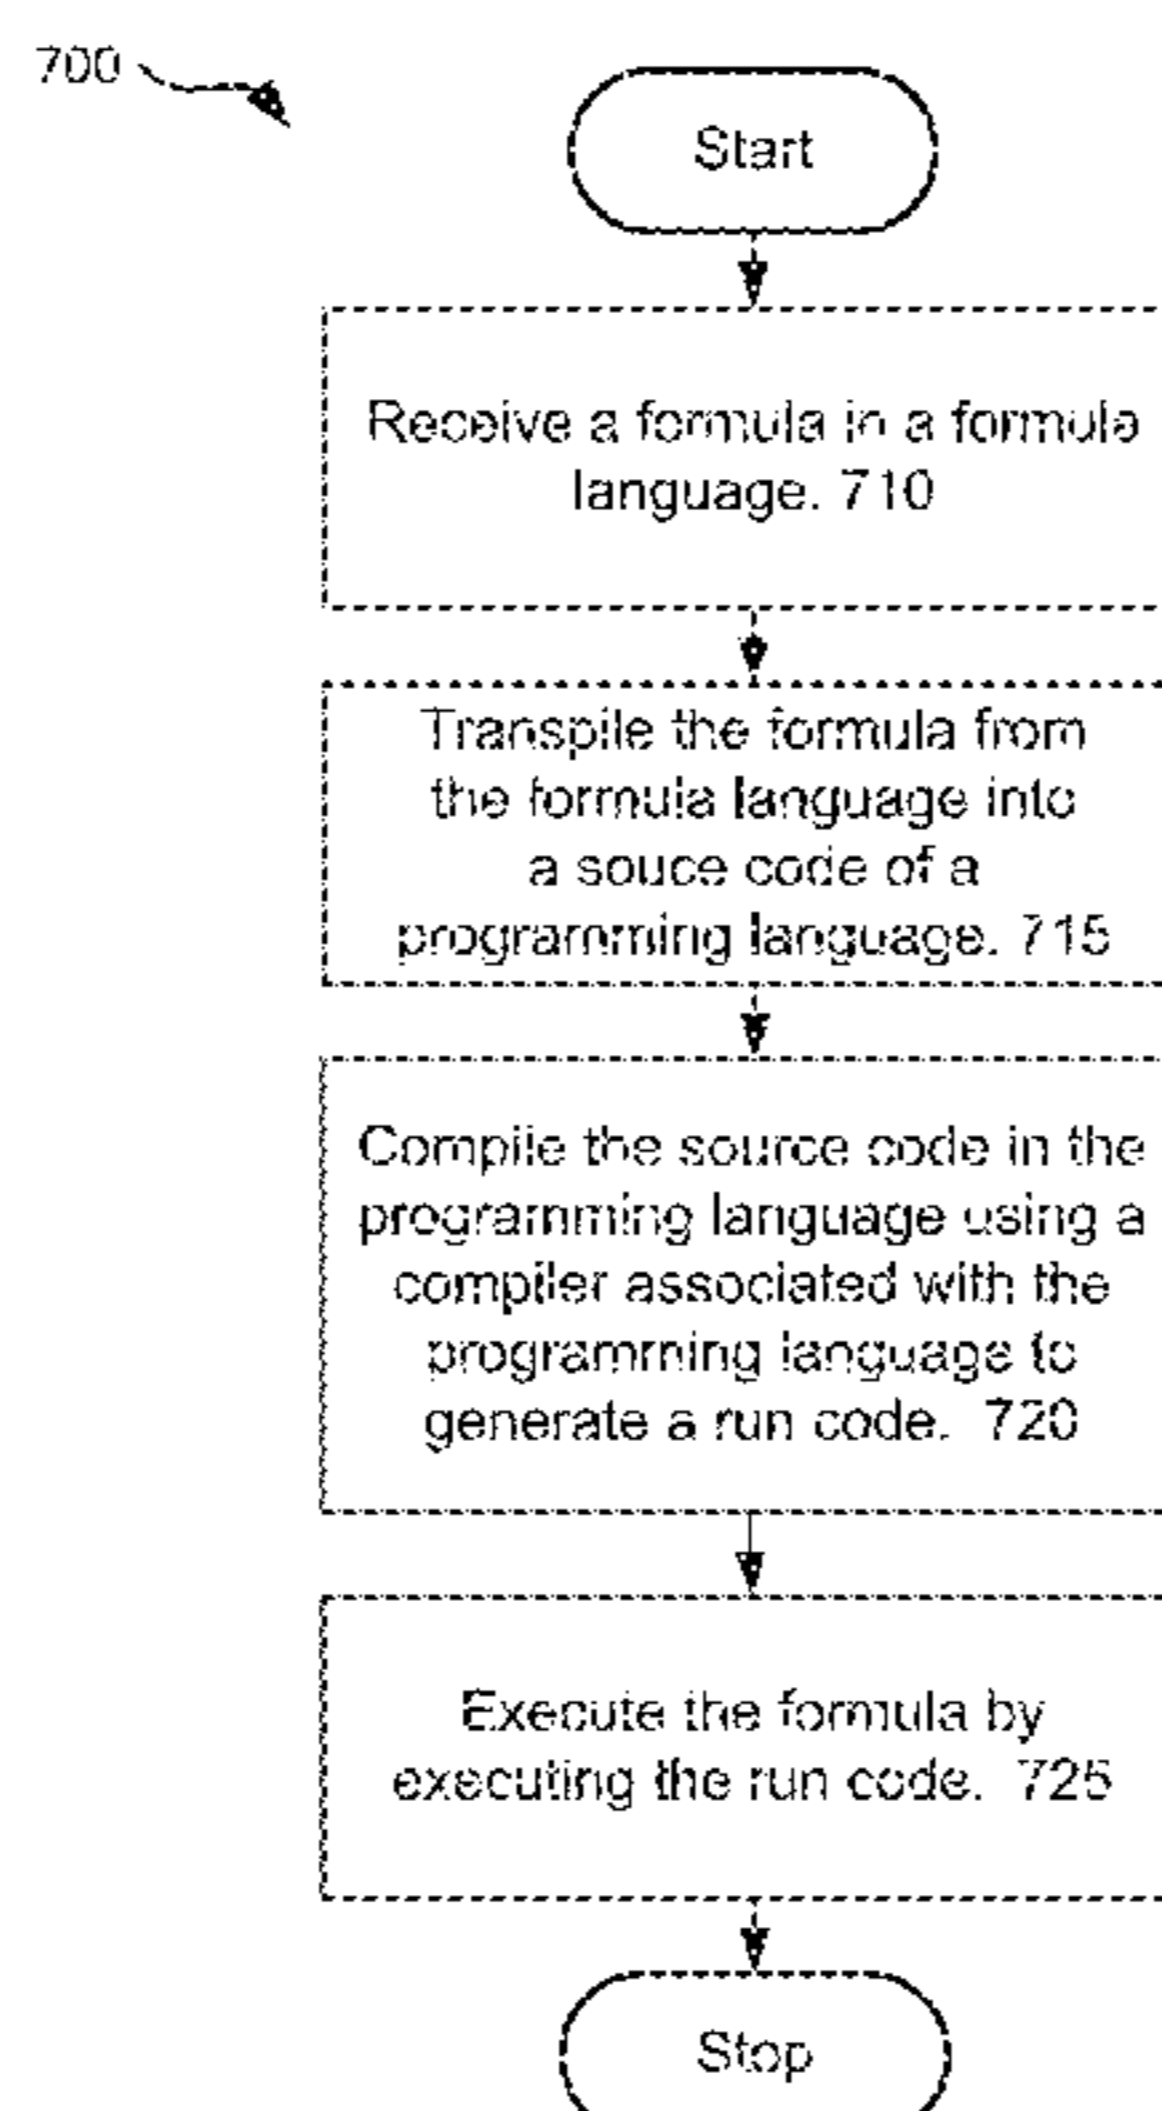 700
Start
Receive a formula in a formula
language. 710
Transpile the formula from
the formula language into
a souce code of a
programming language. 715
Compile the source code in the
programming language using a
compiler associated with the
programming language to
generate a run code. 720
Execute the formula by
executing the run code. 725
Stop